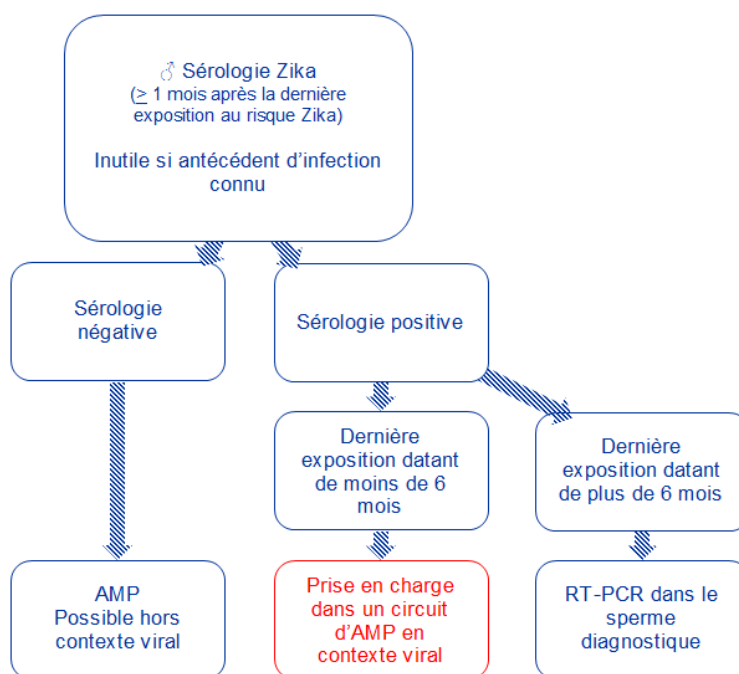 ♂ Sérologie Zika
(≥ 1 mois après la dernière
exposition au risque Zika)
Inutile si antécédent d’infection
connu
Sérologie
négative
Sérologie positive
Dernière
exposition datant
de moins de 6
mois
Dernière
exposition datant
de plus de 6 mois
AMP
Possible hors
contexte viral
Prise en charge
dans un circuit
d’AMP en
contexte viral
RT-PCR dans le
sperme
diagnostique